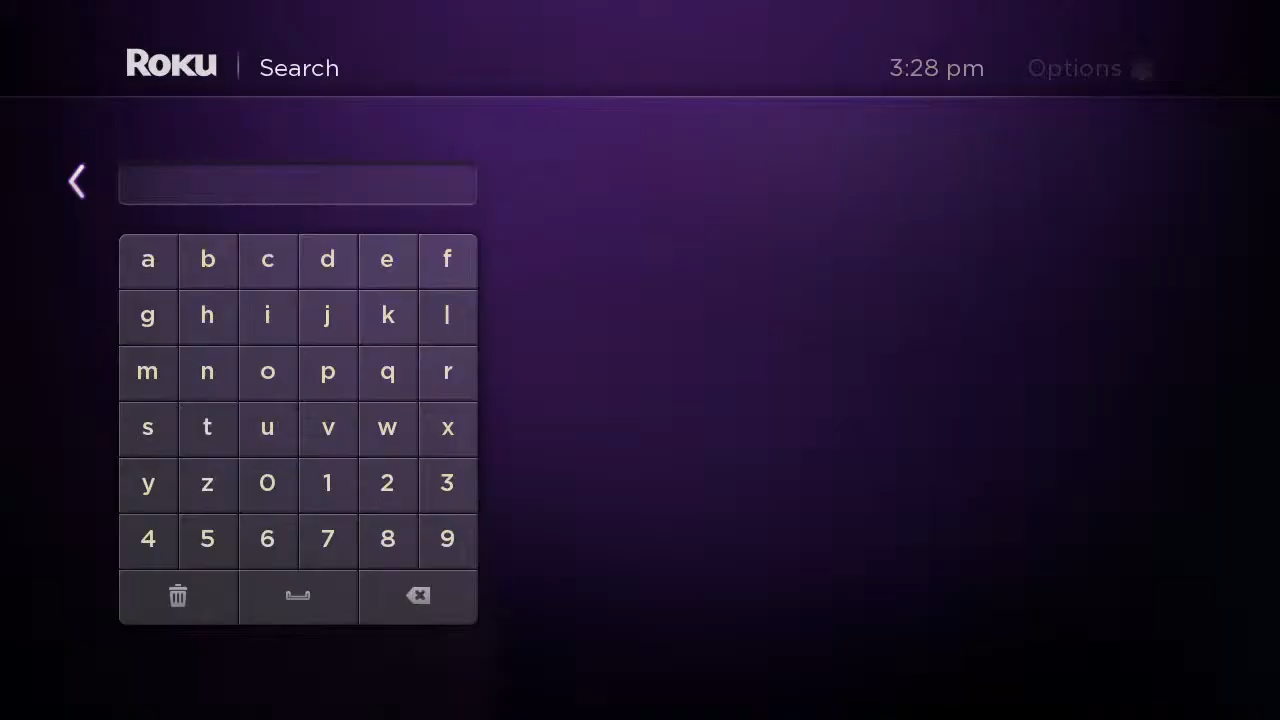 ROKU | Search 3:28 pm Options
a b c d e f
g h i j k l
m n o p q r
s t u v w x
y z 0 1 2 3
4 5 6 7 8 9